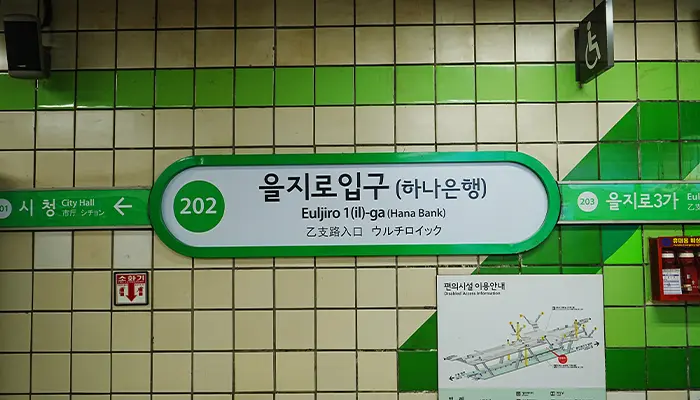 01 시 청 City Hall
市厅 シチョン
202
을지로입구 (하나은행)
Euljiro 1(il)-ga (Hana Bank)
乙支路入口 ウルチロイック
203 을지로3가
소화기
편의시설 이용안내
Disabled Access Information